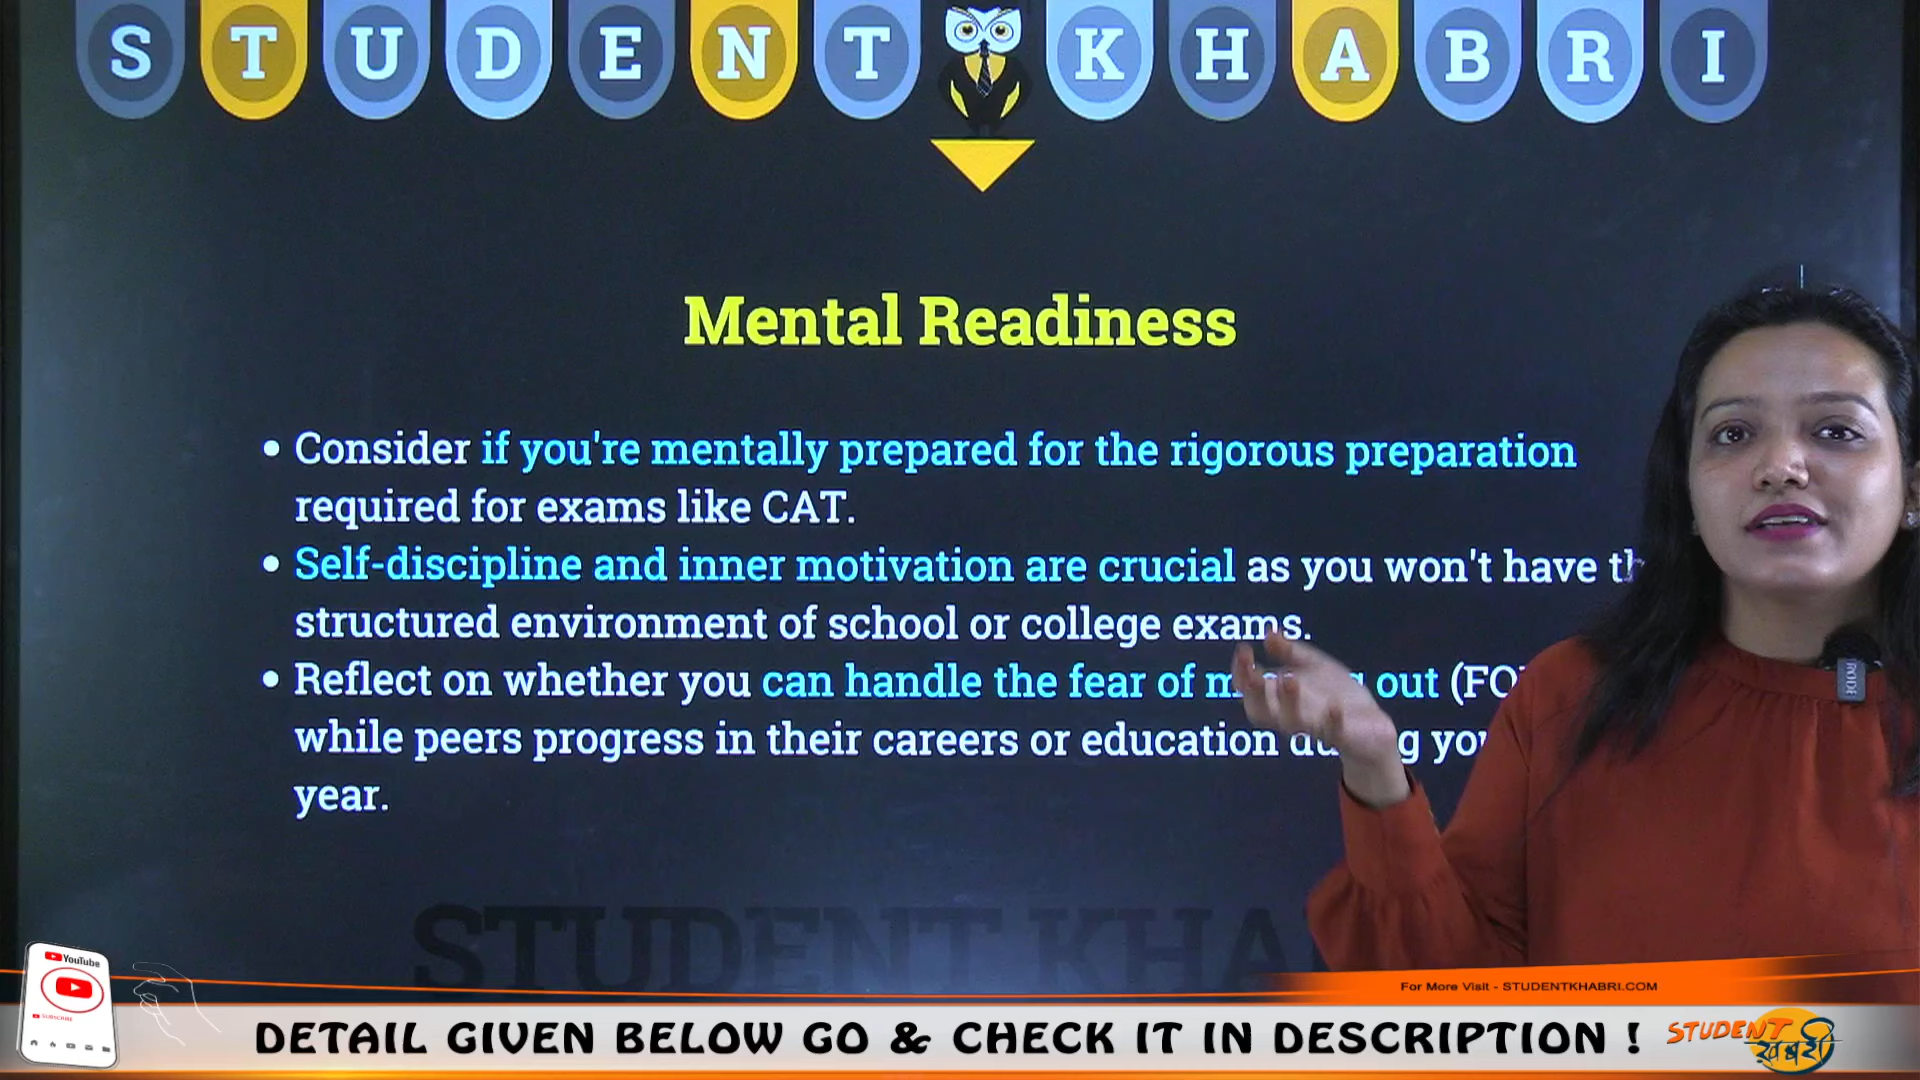 STUDENT KHABRI
Mental Readiness
• Consider if you're mentally prepared for the rigorous preparation
required for exams like CAT.
• Self-discipline and inner motivation are crucial as you won't have
structured environment of school or college exams.
• Reflect on whether you can handle the fear of out
while peers progress in their careers or education
year.
STUDENT
YouTube
SUBSCRIBE
For More Visit - STUDENTKHABRI.COM
DETAIL GIVEN BELOW GO & CHECK IT IN DESCRIPTION !
STUDENT
खबरी